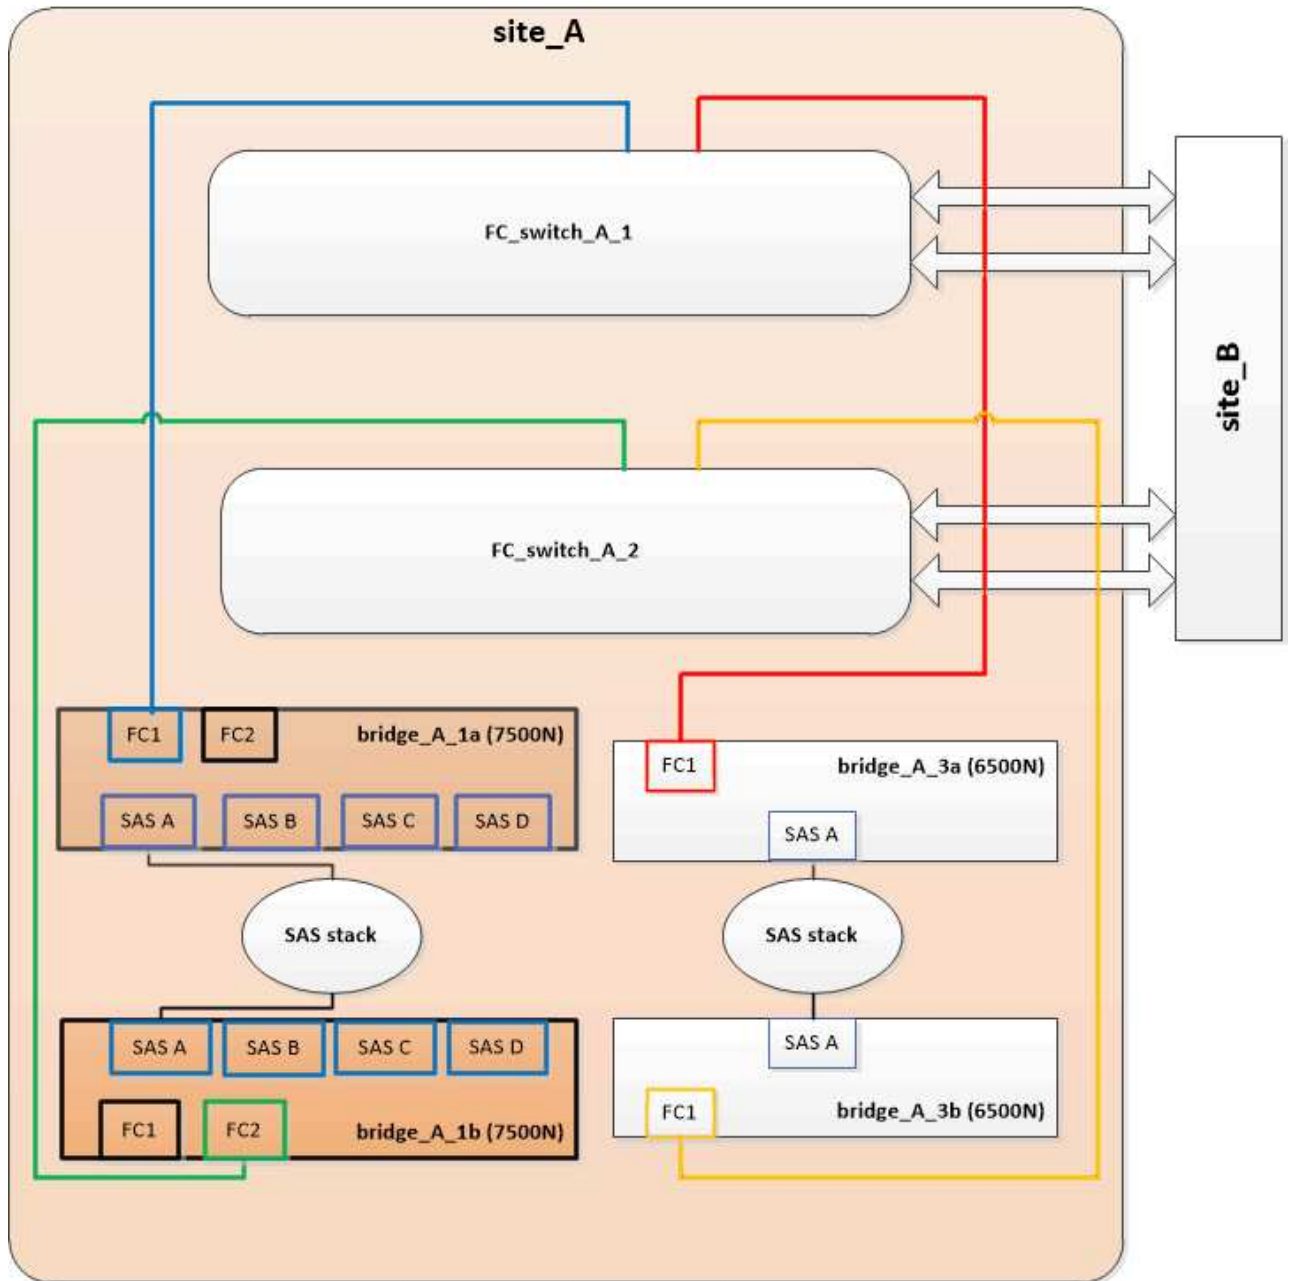 site_A
FC_switch_A_1
site_B
FC_switch_A_2
FC1
FC2
bridge_A_1a (7500N)
SAS A
SAS B
SAS C
SAS D
FC1
bridge_A_3a (6500N)
SAS A
SAS stack
SAS stack
SAS A
SAS B
SAS C
SAS D
FC1
FC2
bridge_A_1b (7500N)
SAS A
FC1
bridge_A_3b (6500N)